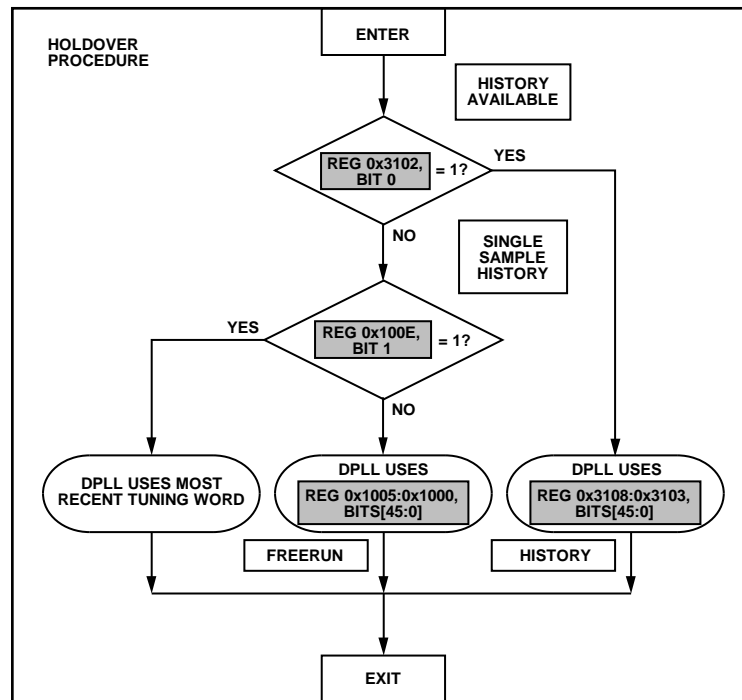 ENTER
HOLDOVER
PROCEDURE
HISTORY
AVAILABLE
REG 0x3102,
BIT 0
= 1?
YES
NO
SINGLE
SAMPLE
HISTORY
YES
REG 0x100E,
BIT 1
= 1?
NO
DPLL USES MOST
RECENT TUNING WORD
DPLL USES
REG 0x1005:0x1000,
BITS[45:0]
DPLL USES
REG 0x3108:0x3103,
BITS[45:0]
FREERUN
HISTORY
EXIT